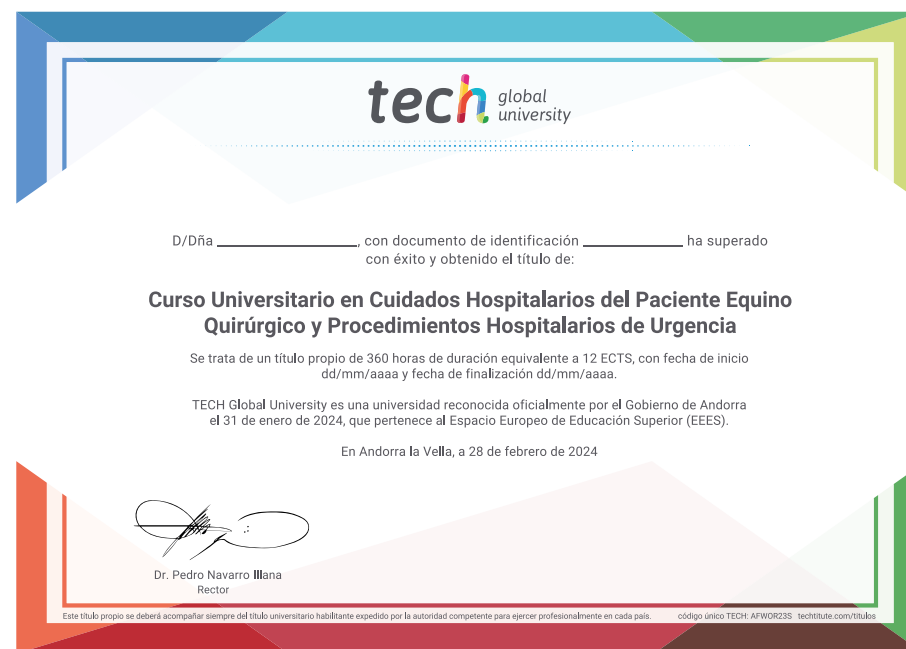 tech global university
D/Dña ____________________, con documento de identificación ______________ ha superado
con éxito y obtenido el título de:
Curso Universitario en Cuidados Hospitalarios del Paciente Equino
Quirúrgico y Procedimientos Hospitalarios de Urgencia
Se trata de un título propio de 360 horas de duración equivalente a 12 ECTS, con fecha de inicio
dd/mm/aaaa y fecha de finalización dd/mm/aaaa.
TECH Global University es una universidad reconocida oficialmente por el Gobierno de Andorra
el 31 de enero de 2024, que pertenece al Espacio Europeo de Educación Superior (EEES).
En Andorra la Vella, a 28 de febrero de 2024
Dr. Pedro Navarro Illana
Rector
Este título propio se deberá acompañar siempre del título universitario habilitante expedido por la autoridad competente para ejercer profesionalmente en cada país. código único TECH: AFWOR23S techtitute.com/titulos